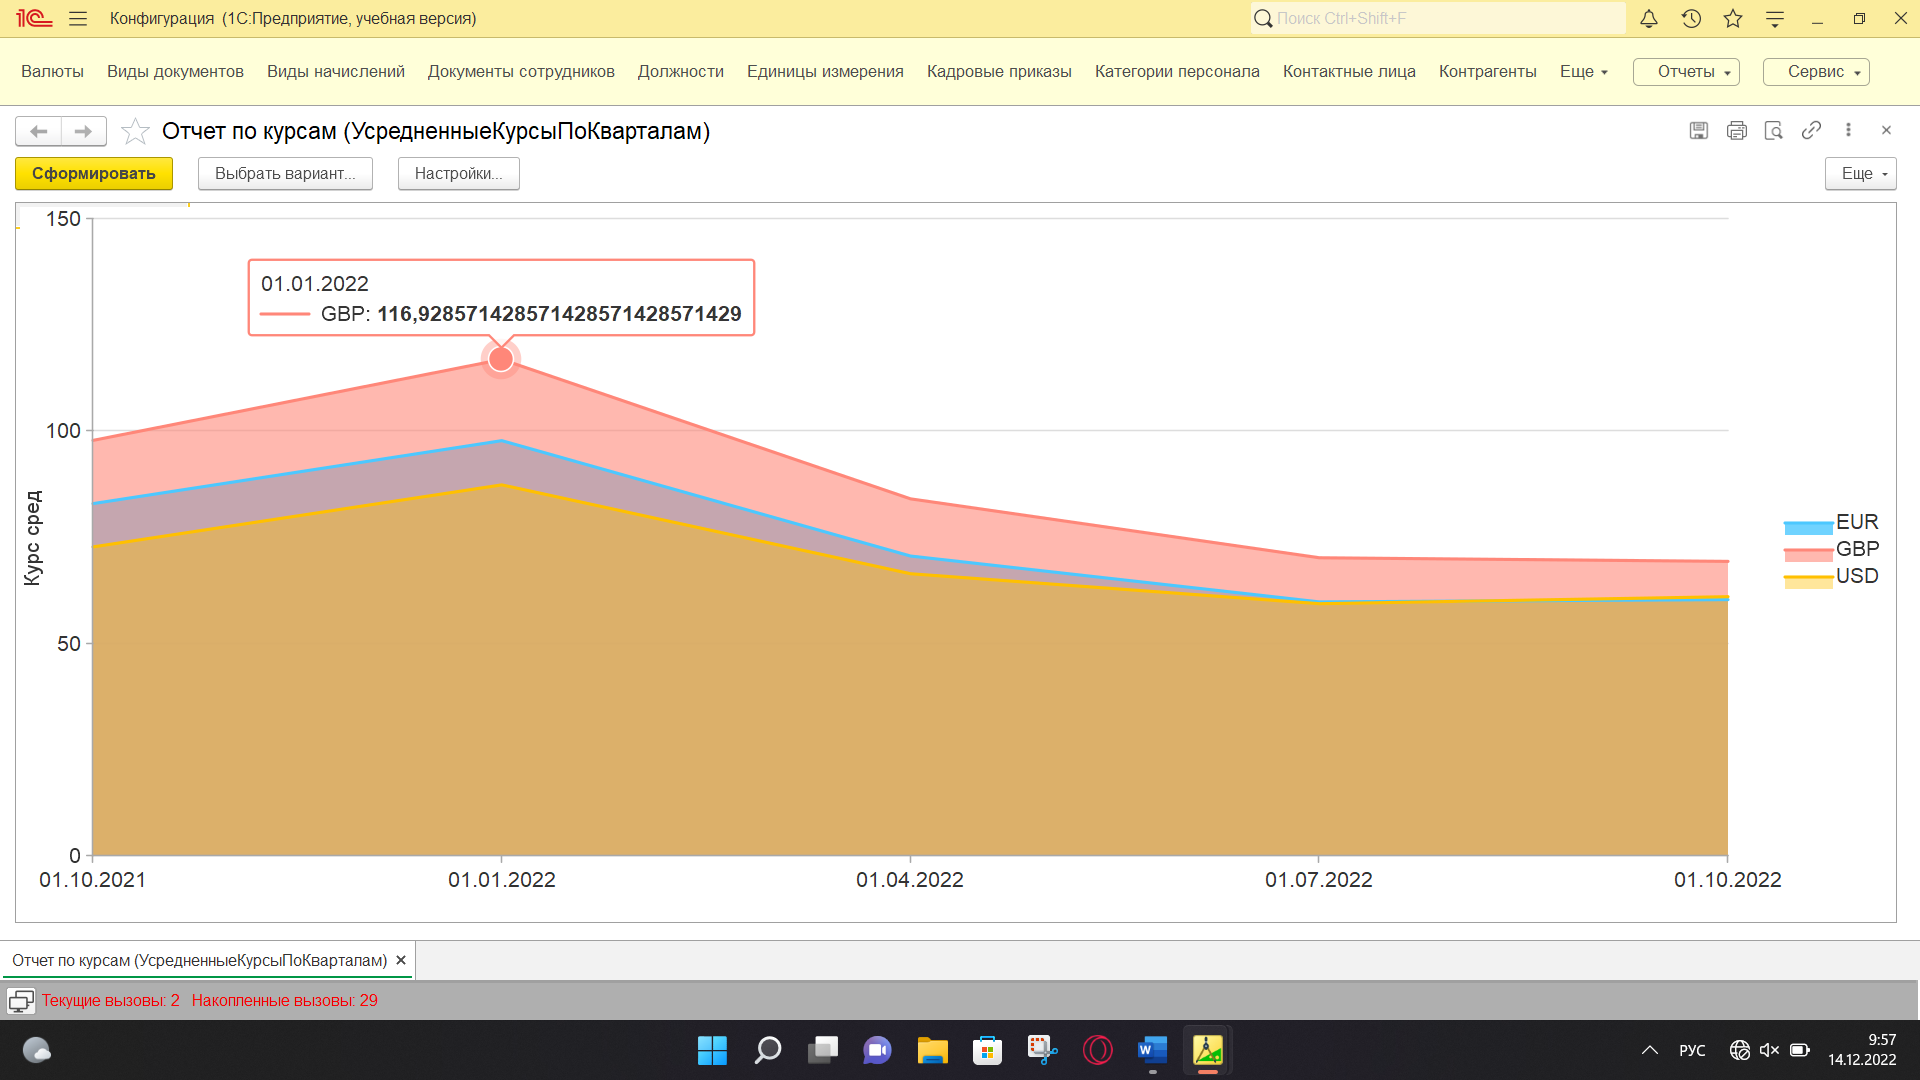 1С Конфигурация (1С:Предприятие, учебная версия) Поиск Ctrl+Shift+F
Валюты Виды документов Виды начислений Документы сотрудников Должности Единицы измерения Кадровые приказы Категории персонала Контактные лица Контрагенты Еще Отчеты Сервис
Отчет по курсам (УсредненныеКурсыПоКварталам)
Сформировать Выбрать вариант... Настройки... Еще
150
01.01.2022
GBP: 116,9285714285714285714285714​29
100
Курс сред
EUR
GBP
USD
50
0
01.10.2021 01.01.2022 01.04.2022 01.07.2022 01.10.2022
Отчет по курсам (УсредненныеКурсыПоКварталам)
Текущие вызовы: 2 Накопленные вызовы: 29
W
РУС
9:57
14.12.2022